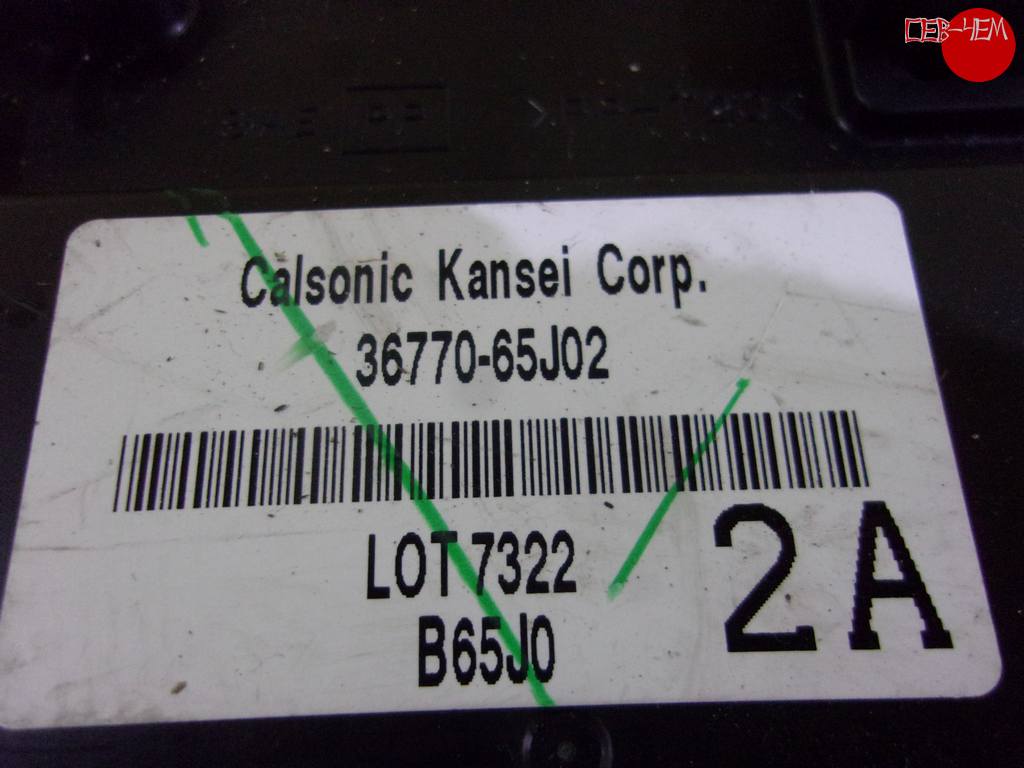 Calsonic Kansei Corp.
36770-65J02
LOT 7322
2A
B65J0